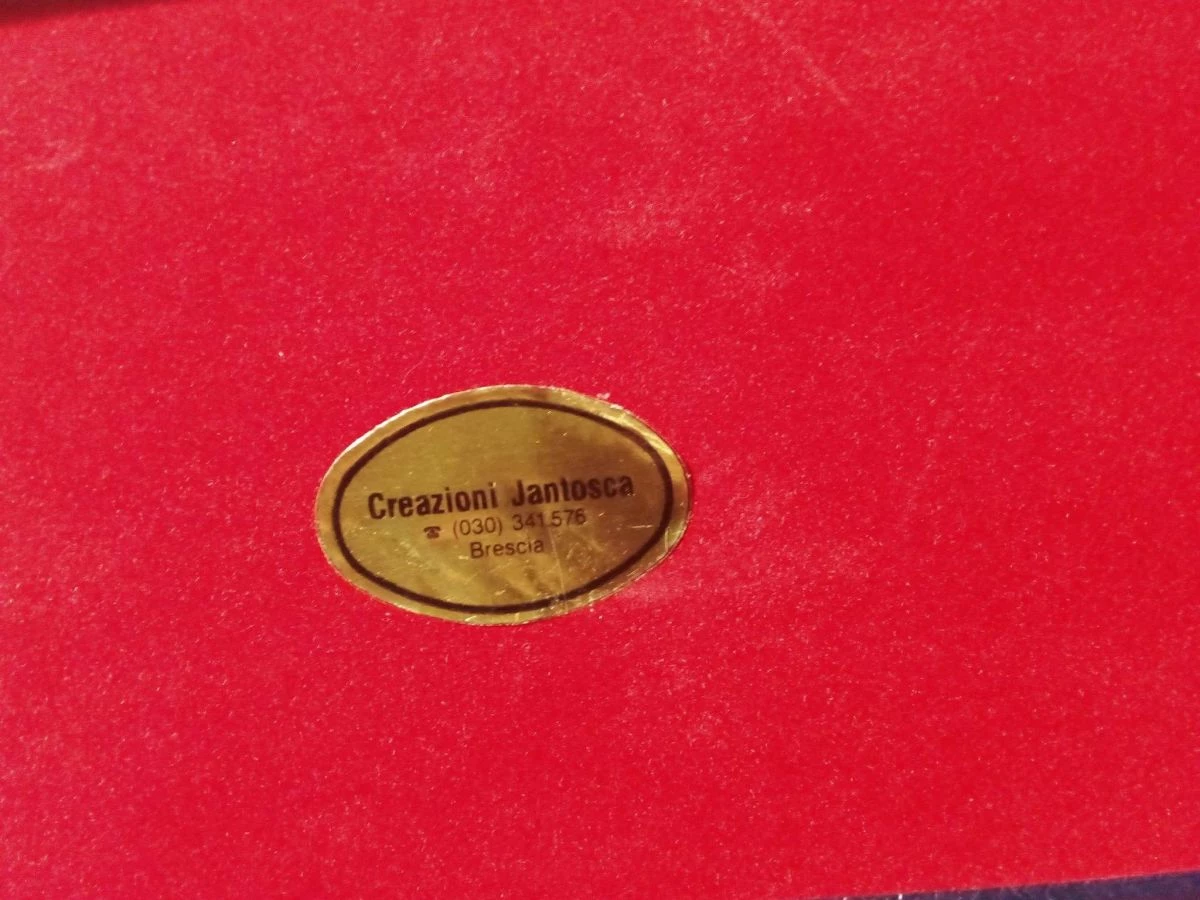 Creazioni Jantosca
☎ (030) 341.576
Brescia